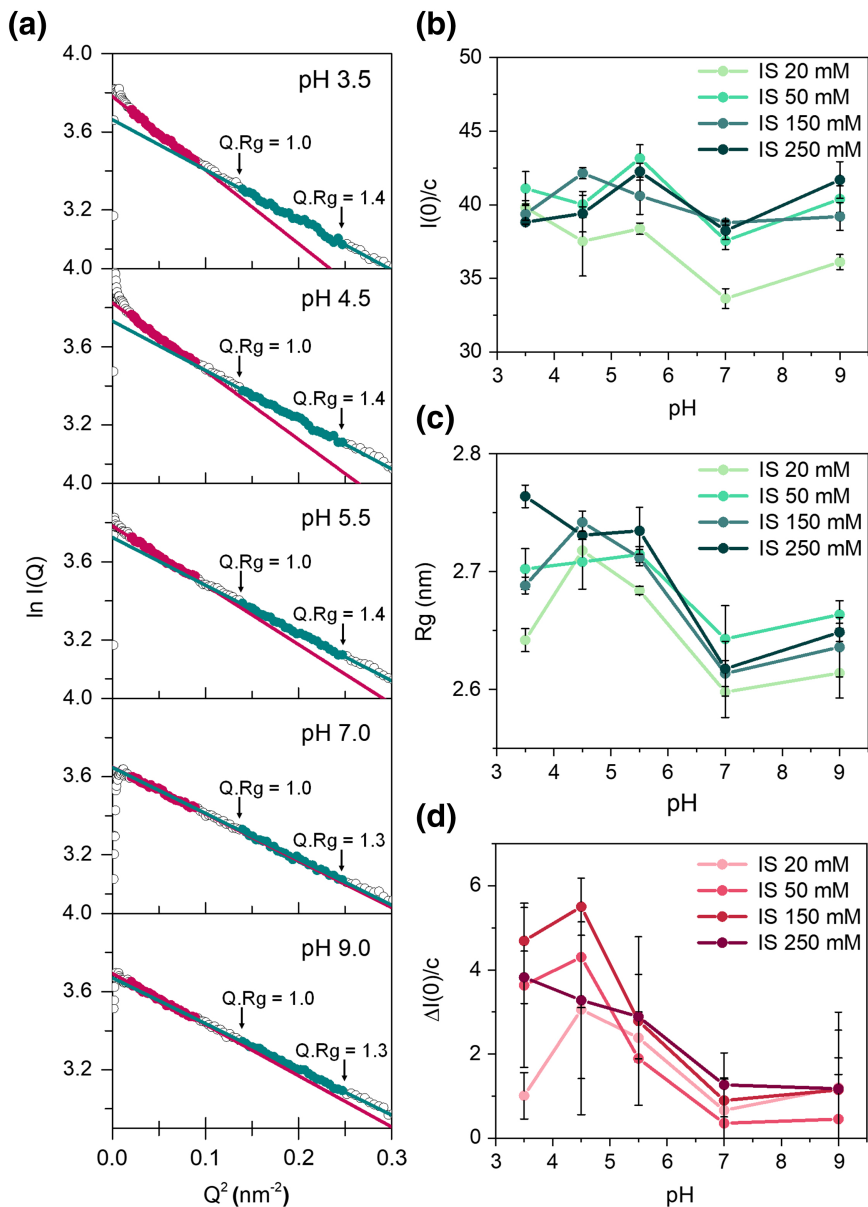 (a)
4.0
3.6
3.2
4.0
3.6
3.2
4.0
3.6
3.2
4.0
3.6
3.2
4.0
3.6
3.2
ln I(Q)
pH 3.5
Q.Rg = 1.0
Q.Rg = 1.4
pH 4.5
Q.Rg = 1.0
Q.Rg = 1.4
pH 5.5
Q.Rg = 1.0
Q.Rg = 1.4
pH 7.0
Q.Rg = 1.0
Q.Rg = 1.3
pH 9.0
Q.Rg = 1.0
Q.Rg = 1.3
0.0 0.1 0.2 0.3
Q² (nm⁻²)
(b)
50
45
40
35
30
I(0)/c
IS 20 mM
IS 50 mM
IS 150 mM
IS 250 mM
3 4 5 6 7 8 9
pH
(c)
2.8
2.7
2.6
Rg (nm)
IS 20 mM
IS 50 mM
IS 150 mM
IS 250 mM
3 4 5 6 7 8 9
pH
(d)
6
4
2
0
ΔI(0)/c
IS 20 mM
IS 50 mM
IS 150 mM
IS 250 mM
3 4 5 6 7 8 9
pH